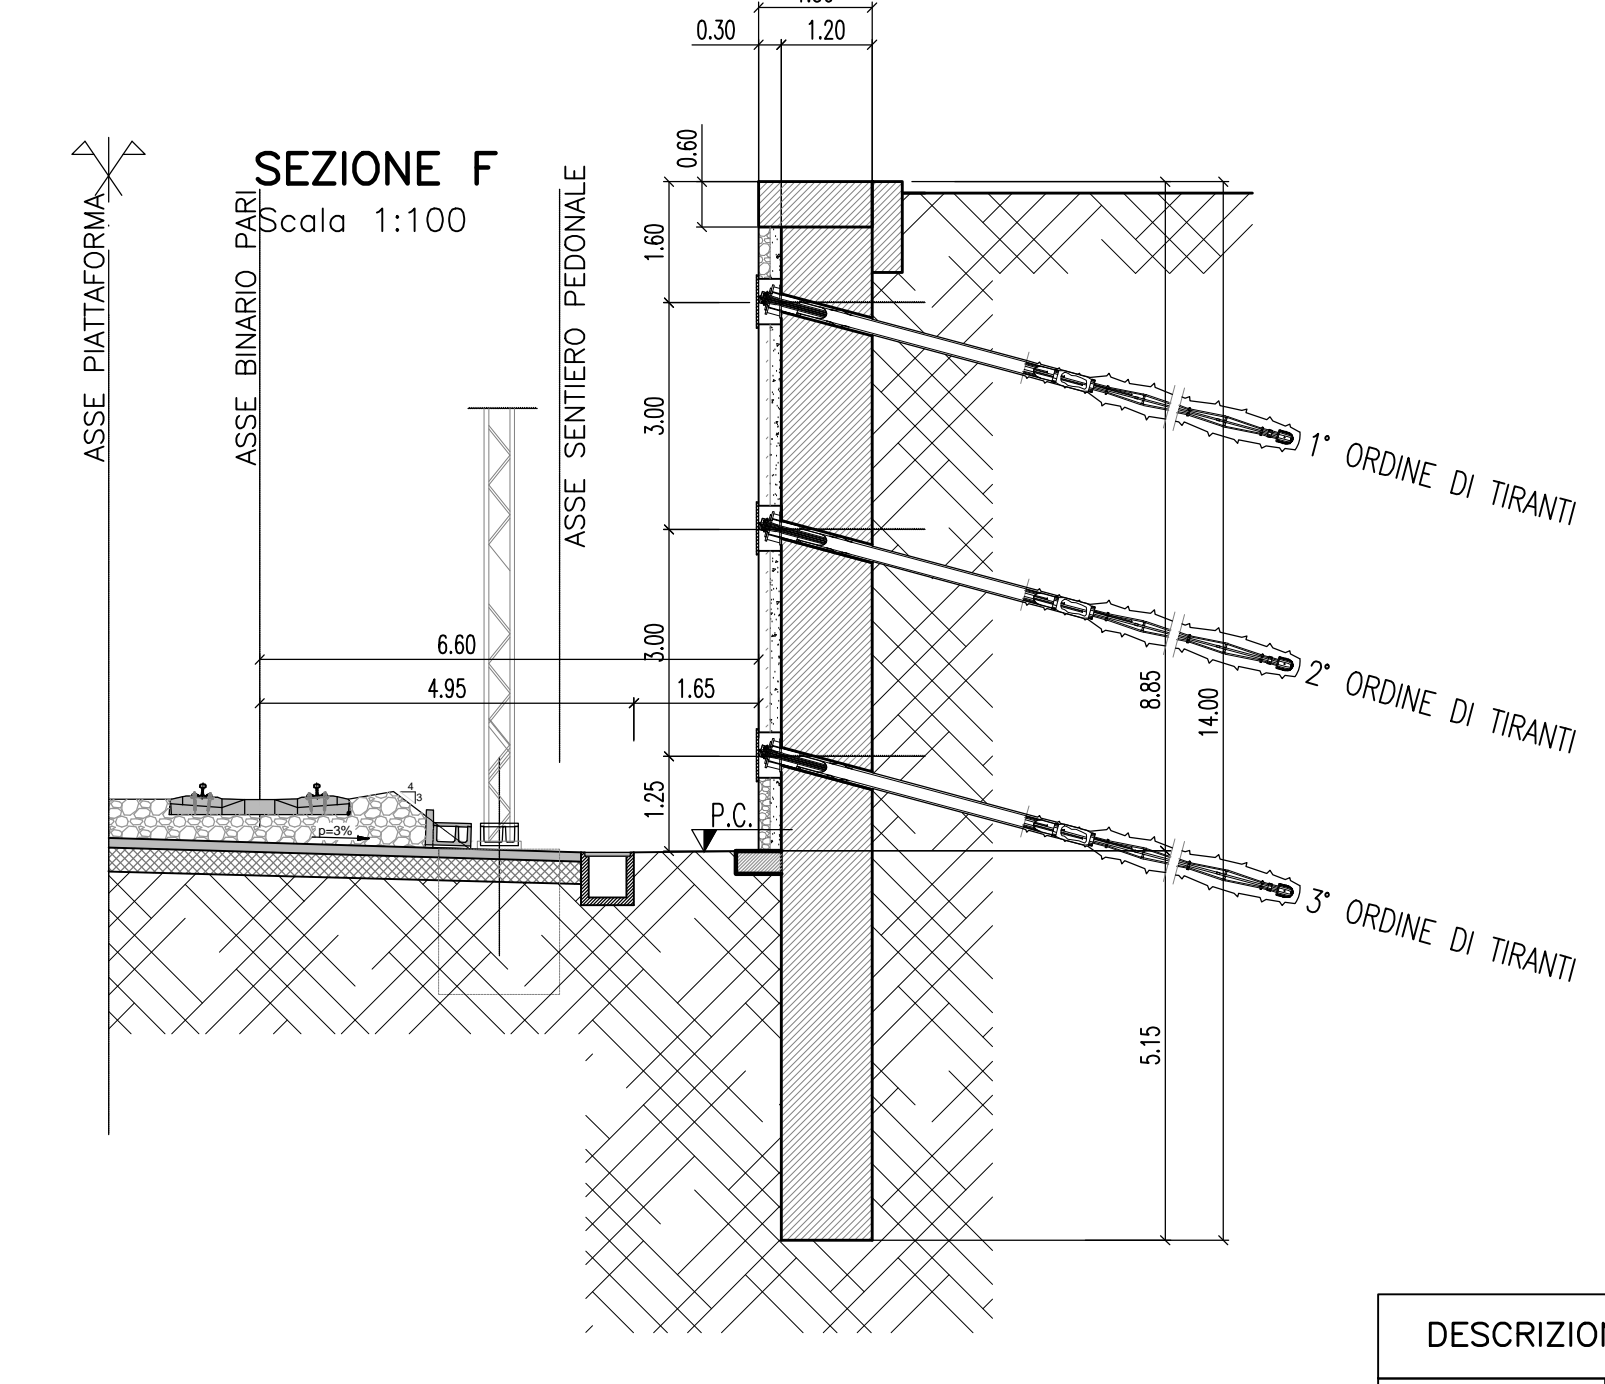 0.30
1.20
0.60
SEZIONE F
Scala 1:100
ASSE PIATTAFORMA
ASSE BINARIO PARI
ASSE SENTIERO PEDONALE
1.60
3.00
1° ORDINE DI TIRANTI
3.00
6.60
4.95
1.65
2° ORDINE DI TIRANTI
8.85
14.00
1.25
4
3
p=3%
P.C.
3° ORDINE DI TIRANTI
5.15